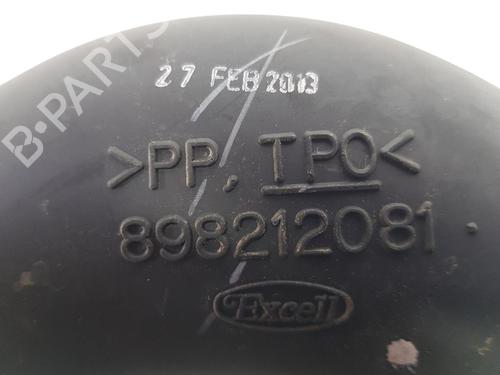 B-PARTS
27 FEB 2013
>PP, TPO<
898212081.
Excell